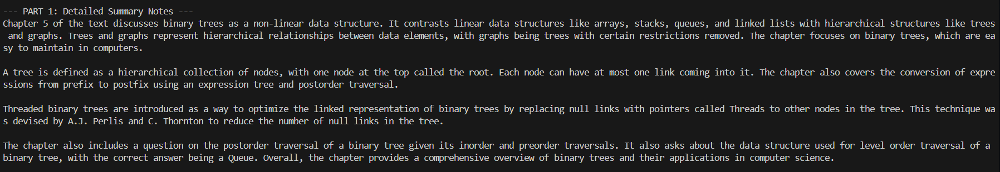 --- PART 1: Detailed Summary Notes ---
Chapter 5 of the text discusses binary trees as a non-linear data structure. It contrasts linear data structures like arrays, stacks, queues, and linked lists with hierarchical structures like trees
 and graphs. Trees and graphs represent hierarchical relationships between data elements, with graphs being trees with certain restrictions removed. The chapter focuses on binary trees, which are ea
sy to maintain in computers.

A tree is defined as a hierarchical collection of nodes, with one node at the top called the root. Each node can have at most one link coming into it. The chapter also covers the conversion of expre
ssions from prefix to postfix using an expression tree and postorder traversal.

Threaded binary trees are introduced as a way to optimize the linked representation of binary trees by replacing null links with pointers called Threads to other nodes in the tree. This technique wa
s devised by A.J. Perlis and C. Thornton to reduce the number of null links in the tree.

The chapter also includes a question on the postorder traversal of a binary tree given its inorder and preorder traversals. It also asks about the data structure used for level order traversal of a
binary tree, with the correct answer being a Queue. Overall, the chapter provides a comprehensive overview of binary trees and their applications in computer science.